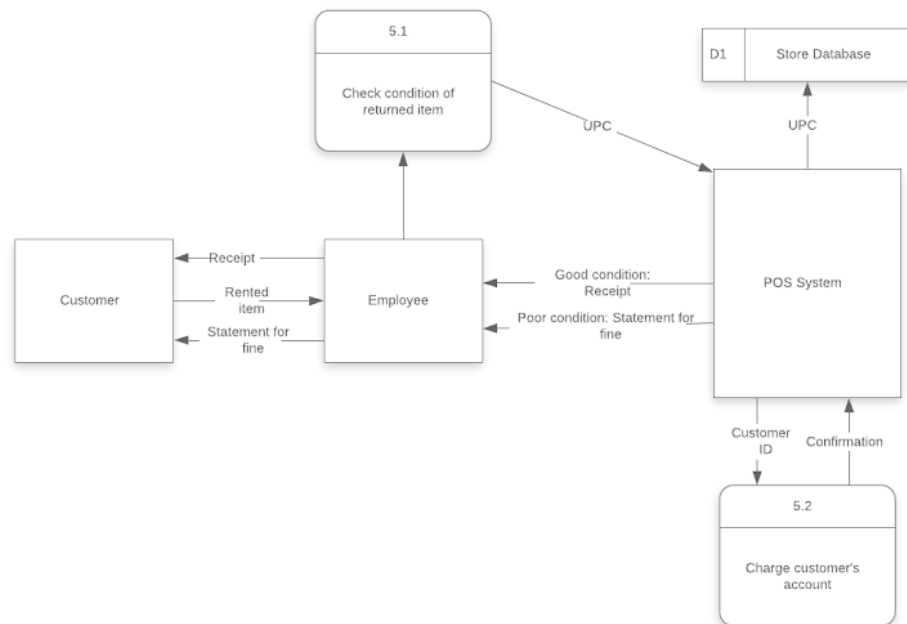 5.1
Check condition of
returned item
D1
Store Database
UPC
UPC
Customer
Receipt
Rented
item
Statement for
fine
Employee
Good condition:
Receipt
Poor condition: Statement for
fine
POS System
Customer
ID
Confirmation
5.2
Charge customer's
account